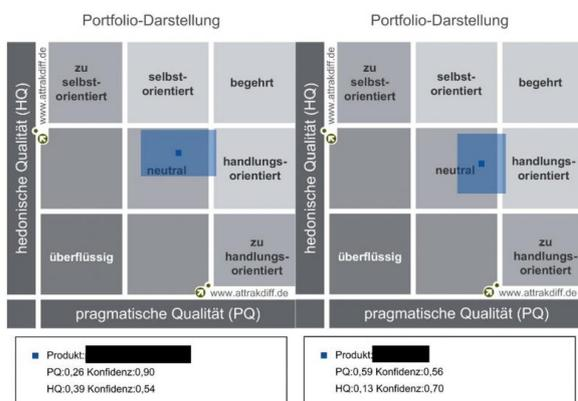 Portfolio-Darstellung
hedonische Qualität (HQ)
www.attrakdiff.de
zu
selbst-
orientiert
selbst-
orientiert
begehrt
neutral
handlungs-
orientiert
überflüssig
zu
handlungs-
orientiert
www.attrakdiff.de
pragmatische Qualität (PQ)
Produkt:
PQ:0,26 Konfidenz:0,90
HQ:0,39 Konfidenz:0,54
Portfolio-Darstellung
hedonische Qualität (HQ)
www.attrakdiff.de
zu
selbst-
orientiert
selbst-
orientiert
begehrt
neutral
handlungs-
orientiert
überflüssig
zu
handlungs-
orientiert
www.attrakdiff.de
pragmatische Qualität (PQ)
Produkt:
PQ:0,59 Konfidenz:0,56
HQ:0,13 Konfidenz:0,70